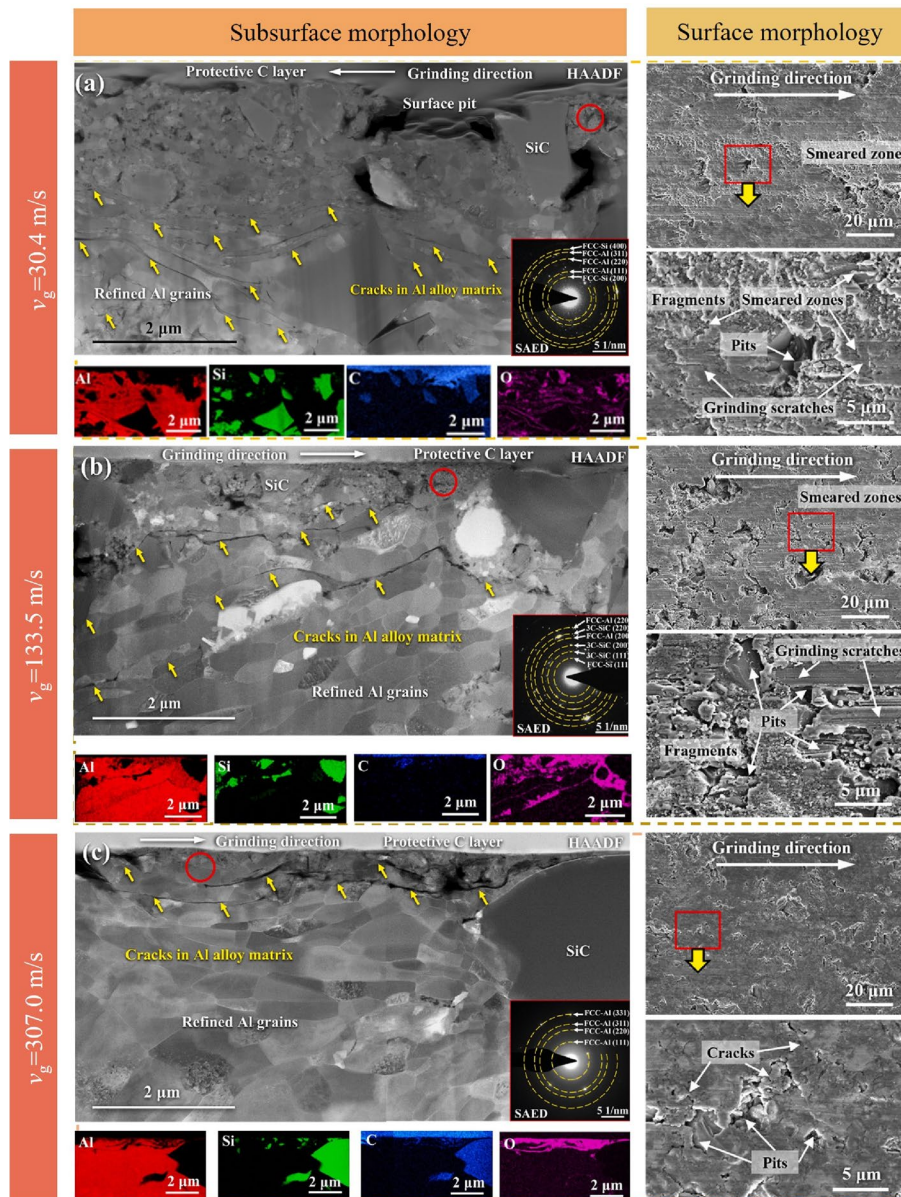 Subsurface morphology
Surface morphology
vg=30.4 m/s
(a)
Protective C layer
Grinding direction
HAADF
Surface pit
SiC
Refined Al grains
Cracks in Al alloy matrix
2 μm
FCC-Si (400)
FCC-Al (311)
FCC-Al (220)
FCC-Al (111)
FCC-Si (200)
SAED
5 1/nm
Al
2 μm
Si
2 μm
C
2 μm
O
2 μm
Grinding direction
Smeared zones
20 μm
Fragments
Smeared zones
Pits
Grinding scratches
5 μm
vg=133.5 m/s
(b)
Grinding direction
Protective C layer
HAADF
SiC
Cracks in Al alloy matrix
Refined Al grains
2 μm
FCC-Al (220)
3C-SiC (220)
FCC-Al (200)
3C-SiC (200)
3C-SiC (111)
FCC-Si (111)
SAED
5 1/nm
Al
2 μm
Si
2 μm
C
2 μm
O
2 μm
Grinding direction
Smeared zones
20 μm
Grinding scratches
Pits
Fragments
5 μm
vg=307.0 m/s
(c)
Grinding direction
Protective C layer
HAADF
Cracks in Al alloy matrix
SiC
Refined Al grains
2 μm
FCC-Al (331)
FCC-Al (311)
FCC-Al (220)
FCC-Al (111)
SAED
5 1/nm
Al
2 μm
Si
2 μm
C
2 μm
O
2 μm
Grinding direction
20 μm
Cracks
Pits
5 μm